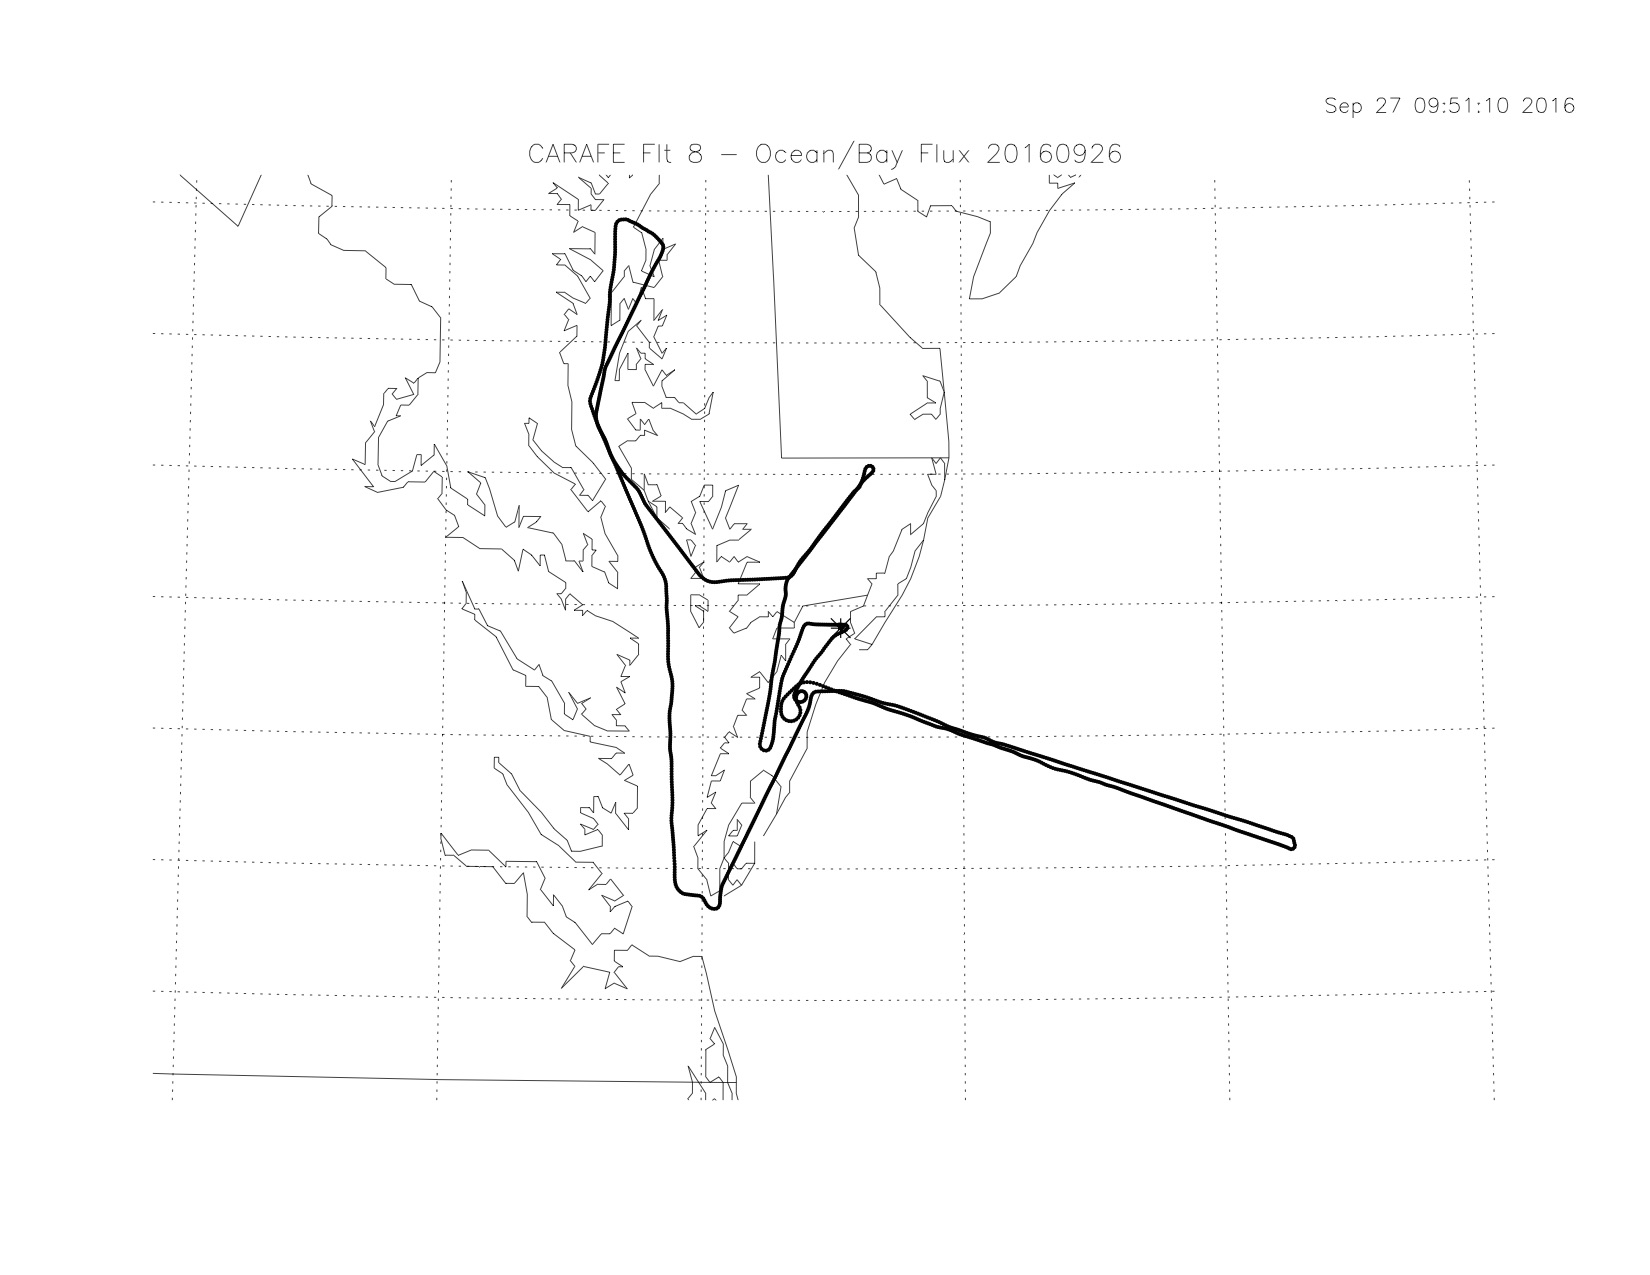 Sep 27 09:51:10 2016
CARAFE Flt 8 – Ocean/Bay Flux 20160926